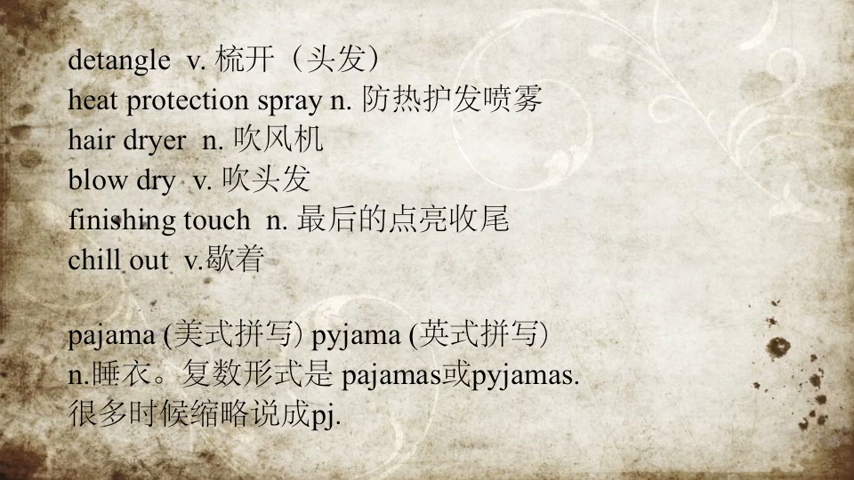 detangle  v. 梳开（头发）
heat protection spray n. 防热护发喷雾
hair dryer  n. 吹风机
blow dry  v. 吹头发
finishing touch  n. 最后的点亮收尾
chill out  v.歇着
pajama (美式拼写) pyjama (英式拼写)
n.睡衣。复数形式是 pajamas或pyjamas.
很多时候缩略说成pj.